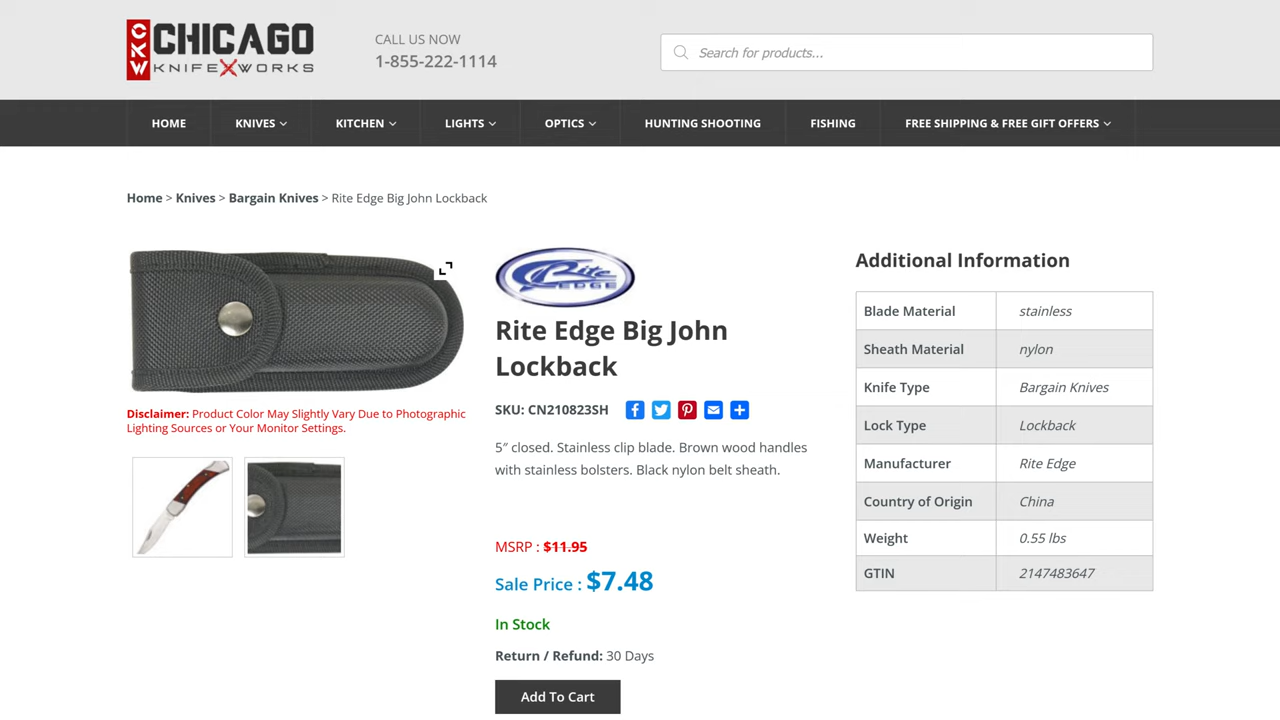 CKW
CHICAGO
KNIFE WORKS
CALL US NOW
1-855-222-1114
Search for products...
HOME
KNIVES
KITCHEN
LIGHTS
OPTICS
HUNTING SHOOTING
FISHING
FREE SHIPPING & FREE GIFT OFFERS
Home > Knives > Bargain Knives > Rite Edge Big John Lockback
Disclaimer: Product Color May Slightly Vary Due to Photographic
Lighting Sources or Your Monitor Settings.
Rite
EDGE
Rite Edge Big John
Lockback
SKU: CN210823SH
5″ closed. Stainless clip blade. Brown wood handles
with stainless bolsters. Black nylon belt sheath.
MSRP : $11.95
Sale Price : $7.48
In Stock
Return / Refund: 30 Days
Add To Cart
Additional Information
Blade Material stainless
Sheath Material nylon
Knife Type Bargain Knives
Lock Type Lockback
Manufacturer Rite Edge
Country of Origin China
Weight 0.55 lbs
GTIN 2147483647